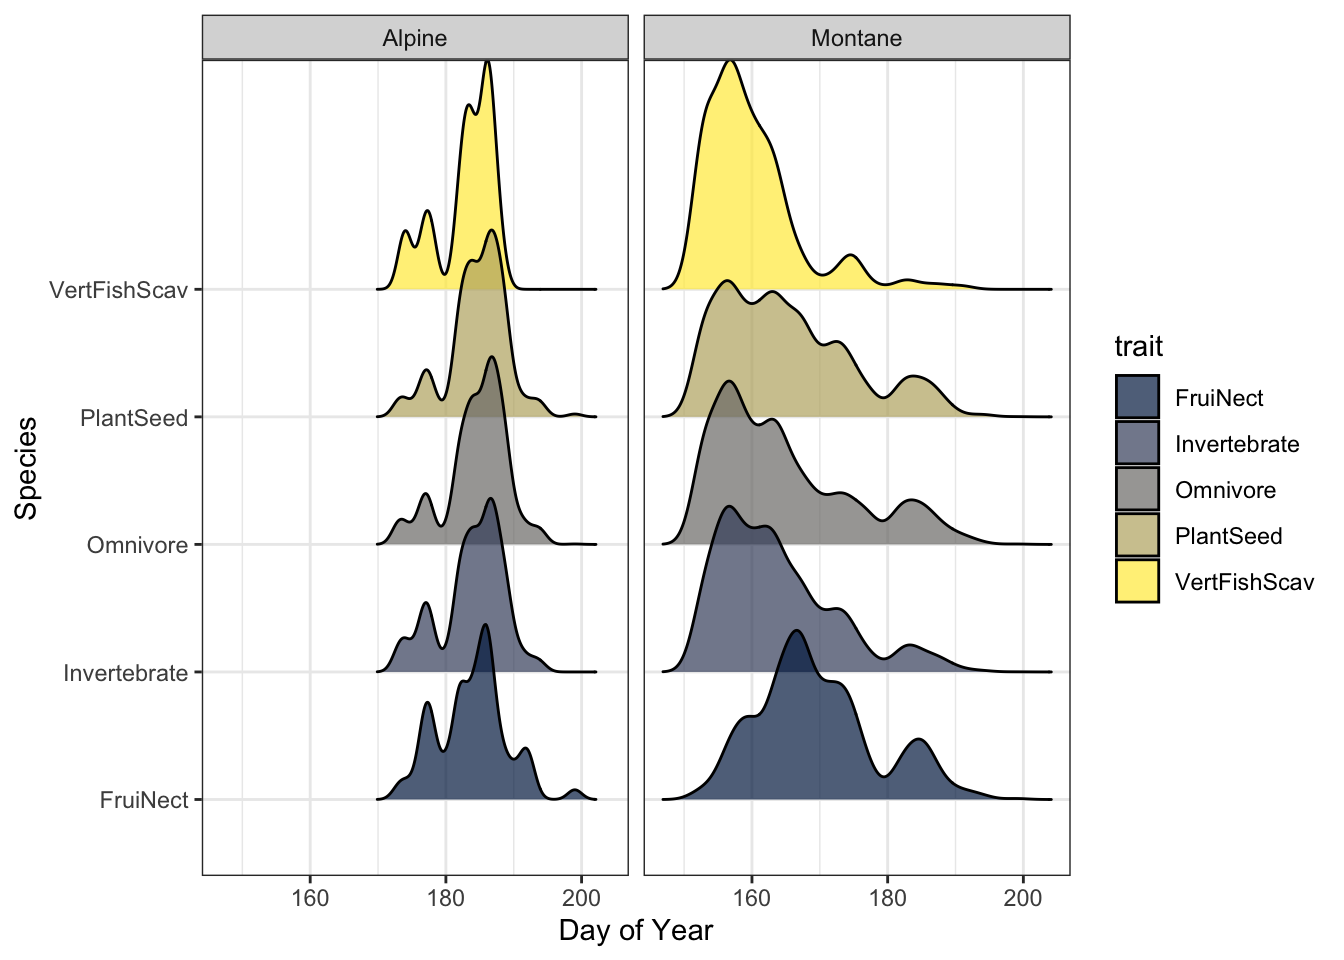 Alpine
Montane
Species
VertFishScav
PlantSeed
Omnivore
Invertebrate
FruiNect
160
180
200
160
180
200
Day of Year
trait
FruiNect
Invertebrate
Omnivore
PlantSeed
VertFishScav